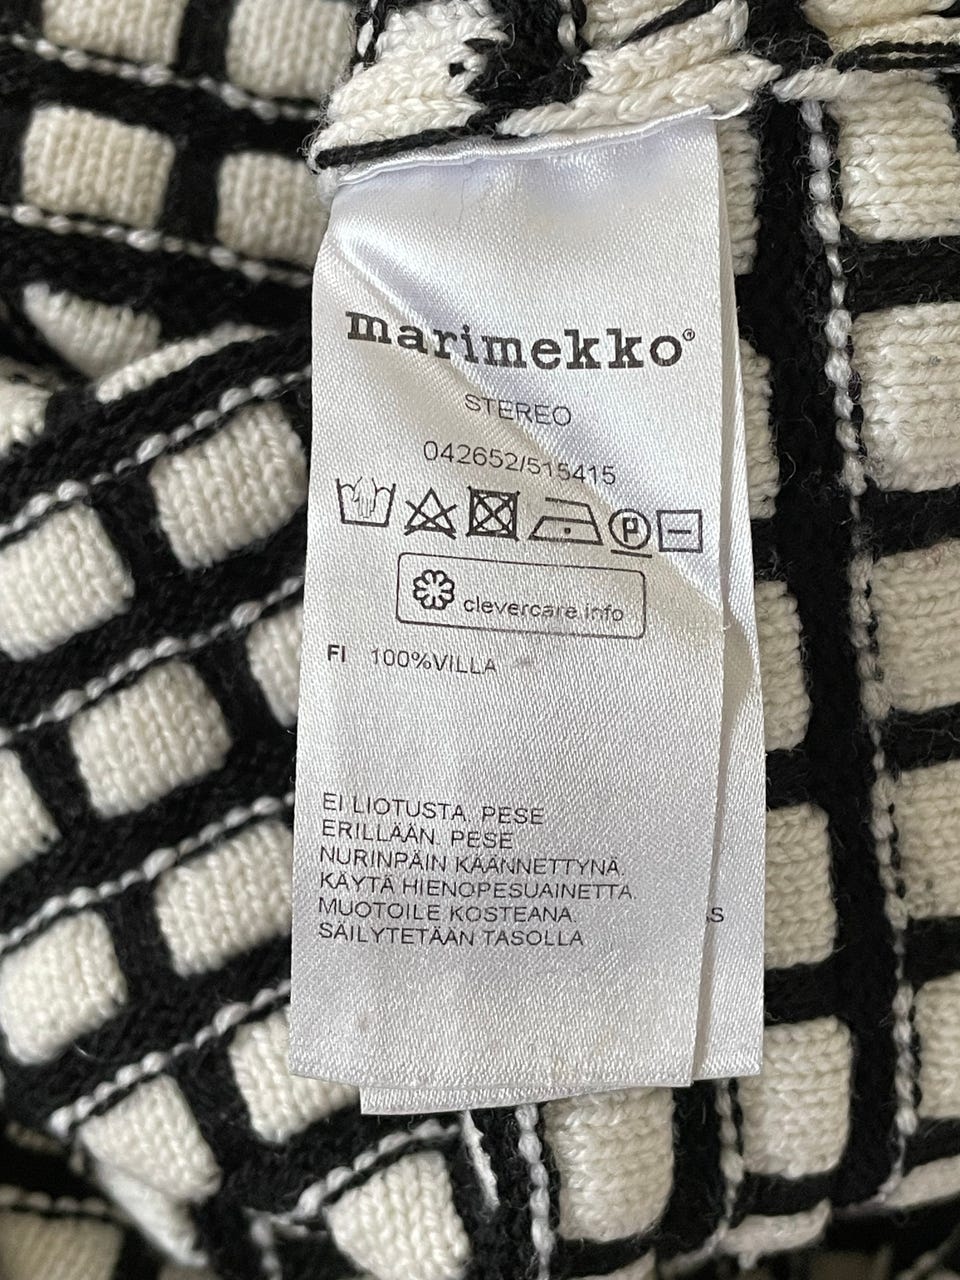 marimekko®
STEREO
042652/515415
P
clevercare.info
FI 100%VILLA
EI LIOTUSTA. PESE
ERILLÄÄN. PESE
NURINPÄIN KÄÄNNETTYNÄ.
KÄYTÄ HIENOPESUAINETTA.
MUOTOILE KOSTEANA.
SÄILYTETÄÄN TASOLLA